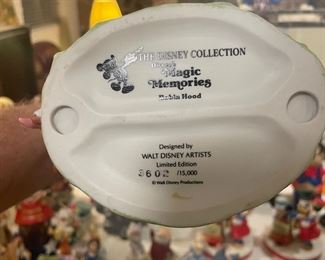 THE DISNEY COLLECTION
Magic
Memories
Robin Hood
Designed by
WALT DISNEY ARTISTS
Limited Edition
3602 /15,000
© Walt Disney Productions